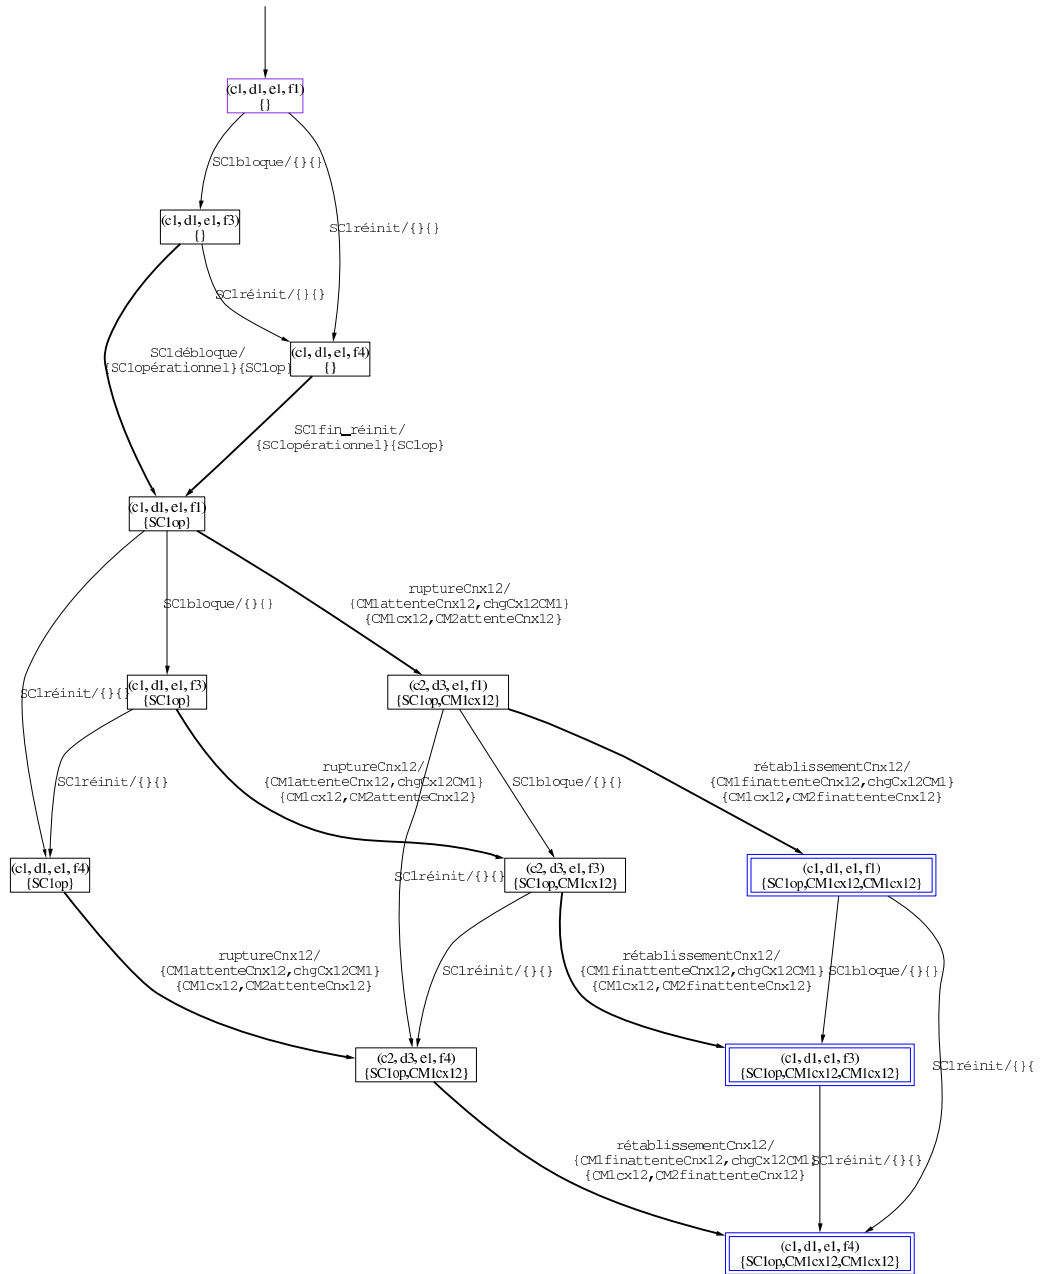 (c1, d1, e1, f1)
{}
SC1bloque/{}{}
(c1, d1, e1, f3)
{}
SC1réinit/{}{}
SC1réinit/{}{}
SC1débloque/
{SC1opérationnel}{SC1op}
(c1, d1, e1, f4)
{}
SC1fin_réinit/
{SC1opérationnel}{SC1op}
(c1, d1, e1, f1)
{SC1op}
ruptureCnx12/
{CM1attenteCnx12,chgCx12CM1}
{CM1cx12,CM2attenteCnx12}
SC1bloque/{}{}
SC1réinit/{}{}
(c1, d1, e1, f3)
{SC1op}
(c2, d3, e1, f1)
{SC1op,CM1cx12}
SC1réinit/{}{}
ruptureCnx12/
{CM1attenteCnx12,chgCx12CM1}
{CM1cx12,CM2attenteCnx12}
SC1bloque/{}{}
rétablissementCnx12/
{CM1finattenteCnx12,chgCx12CM1}
{CM1cx12,CM2finattenteCnx12}
(c1, d1, e1, f4)
{SC1op}
SC1réinit/{}{}
(c2, d3, e1, f3)
{SC1op,CM1cx12}
(c1, d1, e1, f1)
{SC1op,CM1cx12,CM1cx12}
ruptureCnx12/
{CM1attenteCnx12,chgCx12CM1}
{CM1cx12,CM2attenteCnx12}
SC1réinit/{}{}
rétablissementCnx12/
{CM1finattenteCnx12,chgCx12CM1}
{CM1cx12,CM2finattenteCnx12}
SC1bloque/{}{}
(c2, d3, e1, f4)
{SC1op,CM1cx12}
(c1, d1, e1, f3)
{SC1op,CM1cx12,CM1cx12}
SC1réinit/{}{
rétablissementCnx12/
{CM1finattenteCnx12,chgCx12CM1}
{CM1cx12,CM2finattenteCnx12}
SC1réinit/{}{}
(c1, d1, e1, f4)
{SC1op,CM1cx12,CM1cx12}